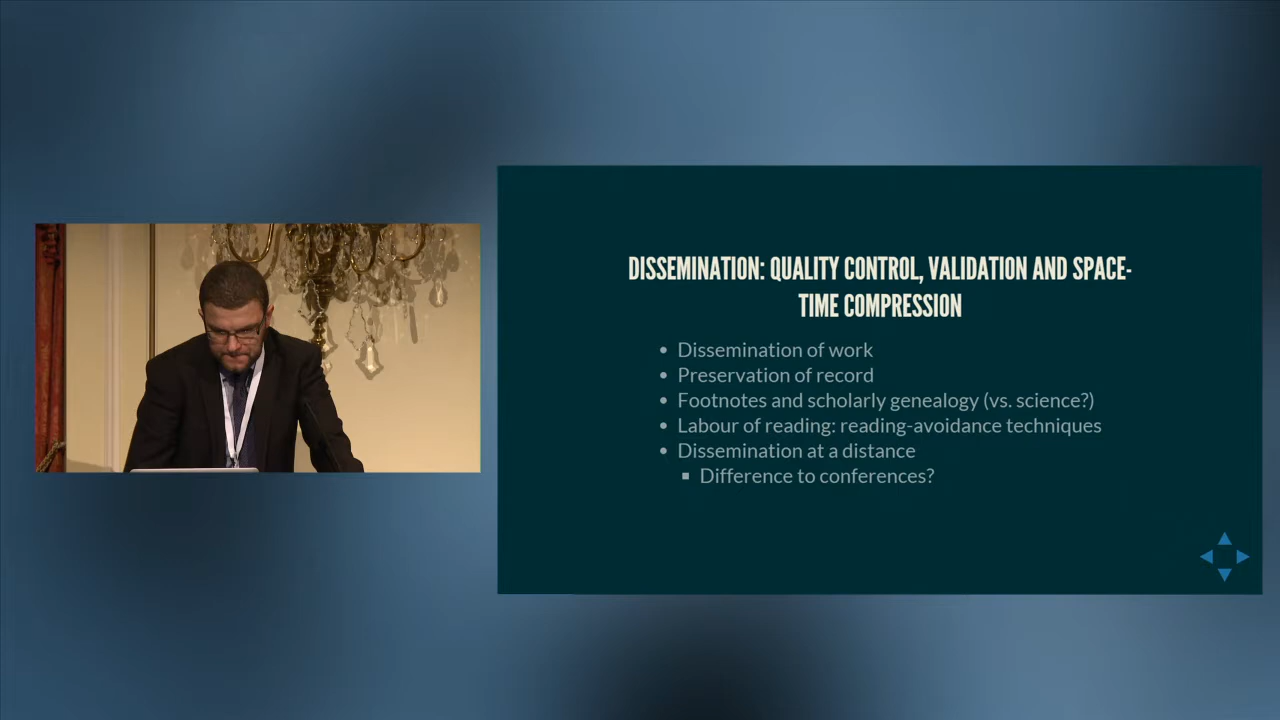 DISSEMINATION: QUALITY CONTROL, VALIDATION AND SPACE-
TIME COMPRESSION
• Dissemination of work
• Preservation of record
• Footnotes and scholarly genealogy (vs. science?)
• Labour of reading: reading-avoidance techniques
• Dissemination at a distance
▪ Difference to conferences?